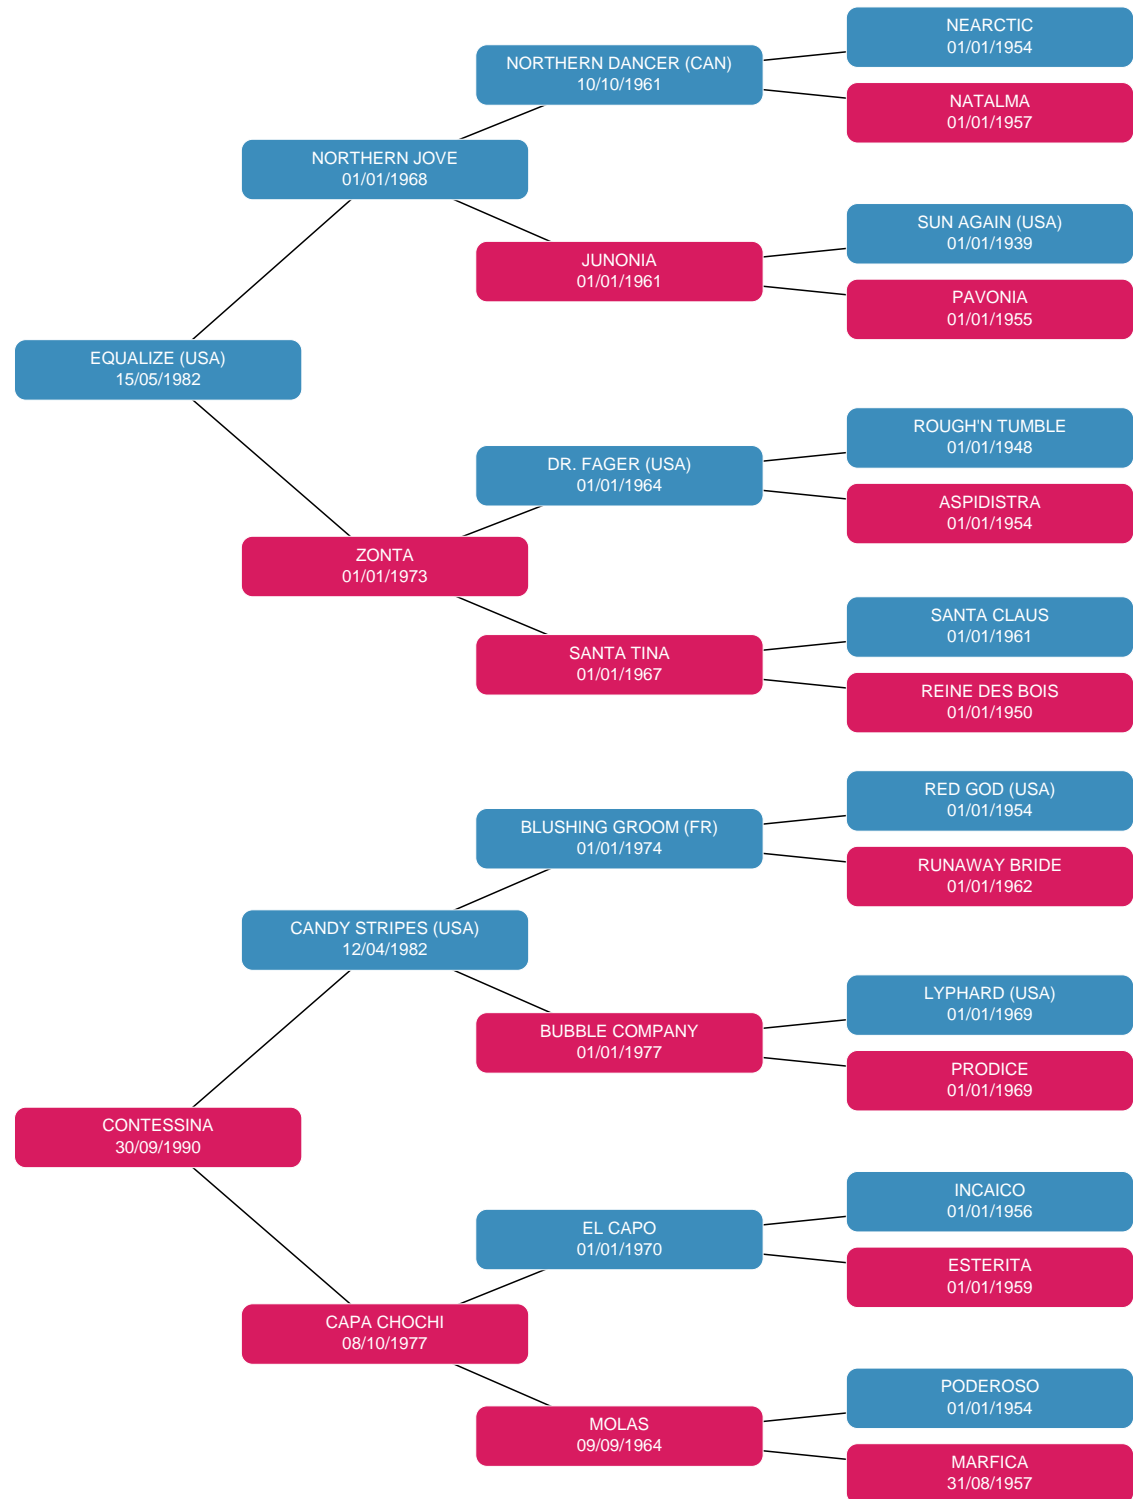 NEARCTIC
01/01/1954
NORTHERN DANCER (CAN)
10/10/1961
NATALMA
01/01/1957
NORTHERN JOVE
01/01/1968
SUN AGAIN (USA)
01/01/1939
JUNONIA
01/01/1961
PAVONIA
01/01/1955
EQUALIZE (USA)
15/05/1982
ROUGH'N TUMBLE
01/01/1948
DR. FAGER (USA)
01/01/1964
ASPIDISTRA
01/01/1954
ZONTA
01/01/1973
SANTA CLAUS
01/01/1961
SANTA TINA
01/01/1967
REINE DES BOIS
01/01/1950
RED GOD (USA)
01/01/1954
BLUSHING GROOM (FR)
01/01/1974
RUNAWAY BRIDE
01/01/1962
CANDY STRIPES (USA)
12/04/1982
LYPHARD (USA)
01/01/1969
BUBBLE COMPANY
01/01/1977
PRODICE
01/01/1969
CONTESSINA
30/09/1990
INCAICO
01/01/1956
EL CAPO
01/01/1970
ESTERITA
01/01/1959
CAPA CHOCHI
08/10/1977
PODEROSO
01/01/1954
MOLAS
09/09/1964
MARFICA
31/08/1957